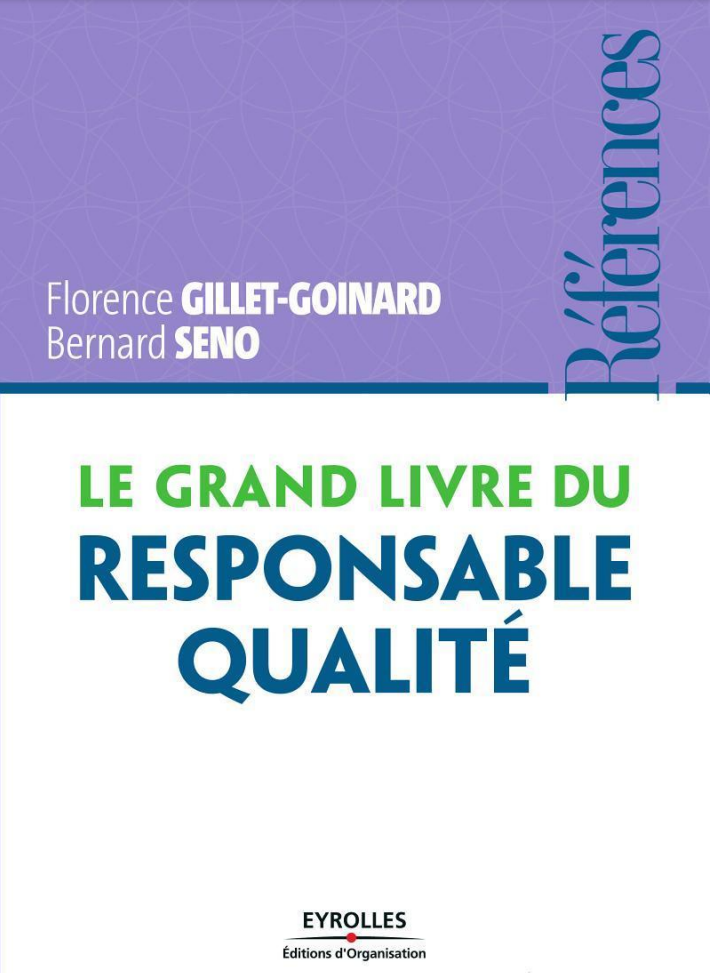 Références
Florence GILLET-GOINARD
Bernard SENO
LE GRAND LIVRE DU
RESPONSABLE
QUALITÉ
EYROLLES
Éditions d'Organisation